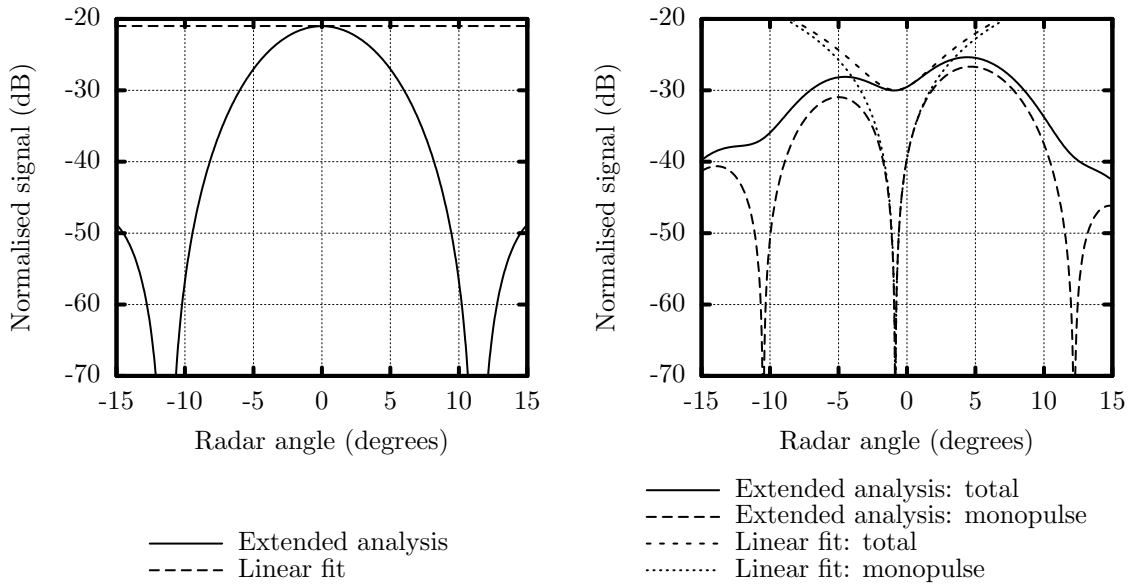 -20
-30
-40
-50
-60
-70
-15 -10 -5 0 5 10 15
Normalised signal (dB)
Radar angle (degrees)
Extended analysis
Linear fit
-20
-30
-40
-50
-60
-70
-15 -10 -5 0 5 10 15
Normalised signal (dB)
Radar angle (degrees)
Extended analysis: total
Extended analysis: monopulse
Linear fit: total
Linear fit: monopulse